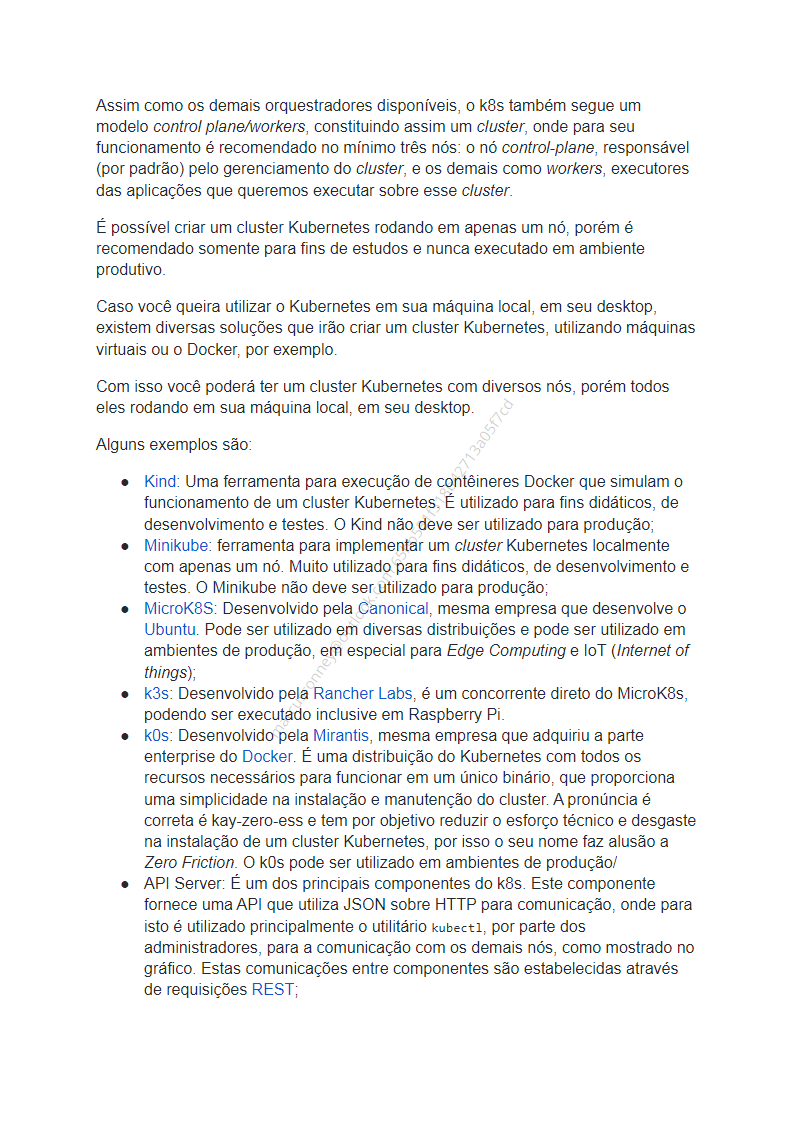 Assim como os demais orquestradores disponíveis, o k8s também segue um
modelo control plane/workers, constituindo assim um cluster, onde para seu
funcionamento é recomendado no mínimo três nós: o nó control-plane, responsável
(por padrão) pelo gerenciamento do cluster, e os demais como workers, executores
das aplicações que queremos executar sobre esse cluster.
É possível criar um cluster Kubernetes rodando em apenas um nó, porém é
recomendado somente para fins de estudos e nunca executado em ambiente
produtivo.
Caso você queira utilizar o Kubernetes em sua máquina local, em seu desktop,
existem diversas soluções que irão criar um cluster Kubernetes, utilizando máquinas
virtuais ou o Docker, por exemplo.
Com isso você poderá ter um cluster Kubernetes com diversos nós, porém todos
eles rodando em sua máquina local, em seu desktop.
Alguns exemplos são:
● Kind: Uma ferramenta para execução de contêineres Docker que simulam o
funcionamento de um cluster Kubernetes. É utilizado para fins didáticos, de
desenvolvimento e testes. O Kind não deve ser utilizado para produção;
● Minikube: ferramenta para implementar um cluster Kubernetes localmente
com apenas um nó. Muito utilizado para fins didáticos, de desenvolvimento e
testes. O Minikube não deve ser utilizado para produção;
● MicroK8S: Desenvolvido pela Canonical, mesma empresa que desenvolve o
Ubuntu. Pode ser utilizado em diversas distribuições e pode ser utilizado em
ambientes de produção, em especial para Edge Computing e IoT (Internet of
things);
● k3s: Desenvolvido pela Rancher Labs, é um concorrente direto do MicroK8s,
podendo ser executado inclusive em Raspberry Pi.
● k0s: Desenvolvido pela Mirantis, mesma empresa que adquiriu a parte
enterprise do Docker. É uma distribuição do Kubernetes com todos os
recursos necessários para funcionar em um único binário, que proporciona
uma simplicidade na instalação e manutenção do cluster. A pronúncia é
correta é kay-zero-ess e tem por objetivo reduzir o esforço técnico e desgaste
na instalação de um cluster Kubernetes, por isso o seu nome faz alusão a
Zero Friction. O k0s pode ser utilizado em ambientes de produção/
● API Server: É um dos principais componentes do k8s. Este componente
fornece uma API que utiliza JSON sobre HTTP para comunicação, onde para
isto é utilizado principalmente o utilitário kubectl, por parte dos
administradores, para a comunicação com os demais nós, como mostrado no
gráfico. Estas comunicações entre componentes são estabelecidas através
de requisições REST;